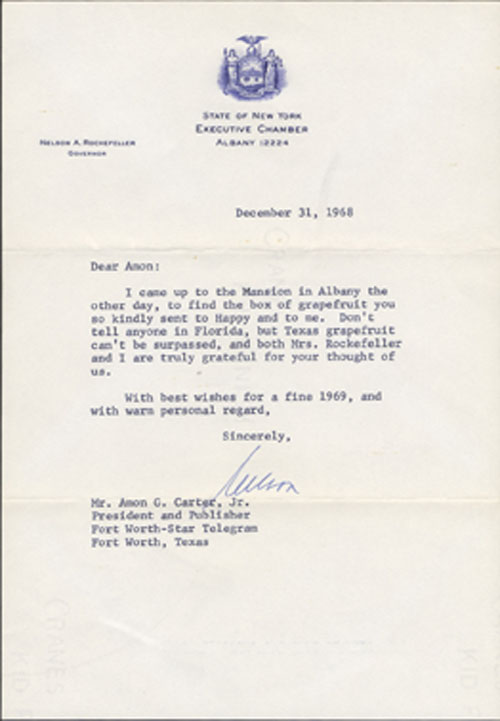 STATE OF NEW YORK
EXECUTIVE CHAMBER
ALBANY 12224
NELSON A. ROCKEFELLER
GOVERNOR
December 31, 1968
Dear Amon:
I came up to the Mansion in Albany the
other day, to find the box of grapefruit you
so kindly sent to Happy and to me. Don't
tell anyone in Florida, but Texas grapefruit
can't be surpassed, and both Mrs. Rockefeller
and I are truly grateful for your thought of
us.
With best wishes for a fine 1969, and
with warm personal regard,
Sincerely,
Nelson
Mr. Amon G. Carter, Jr.
President and Publisher
Fort Worth-Star Telegram
Fort Worth, Texas
CRANES
KID